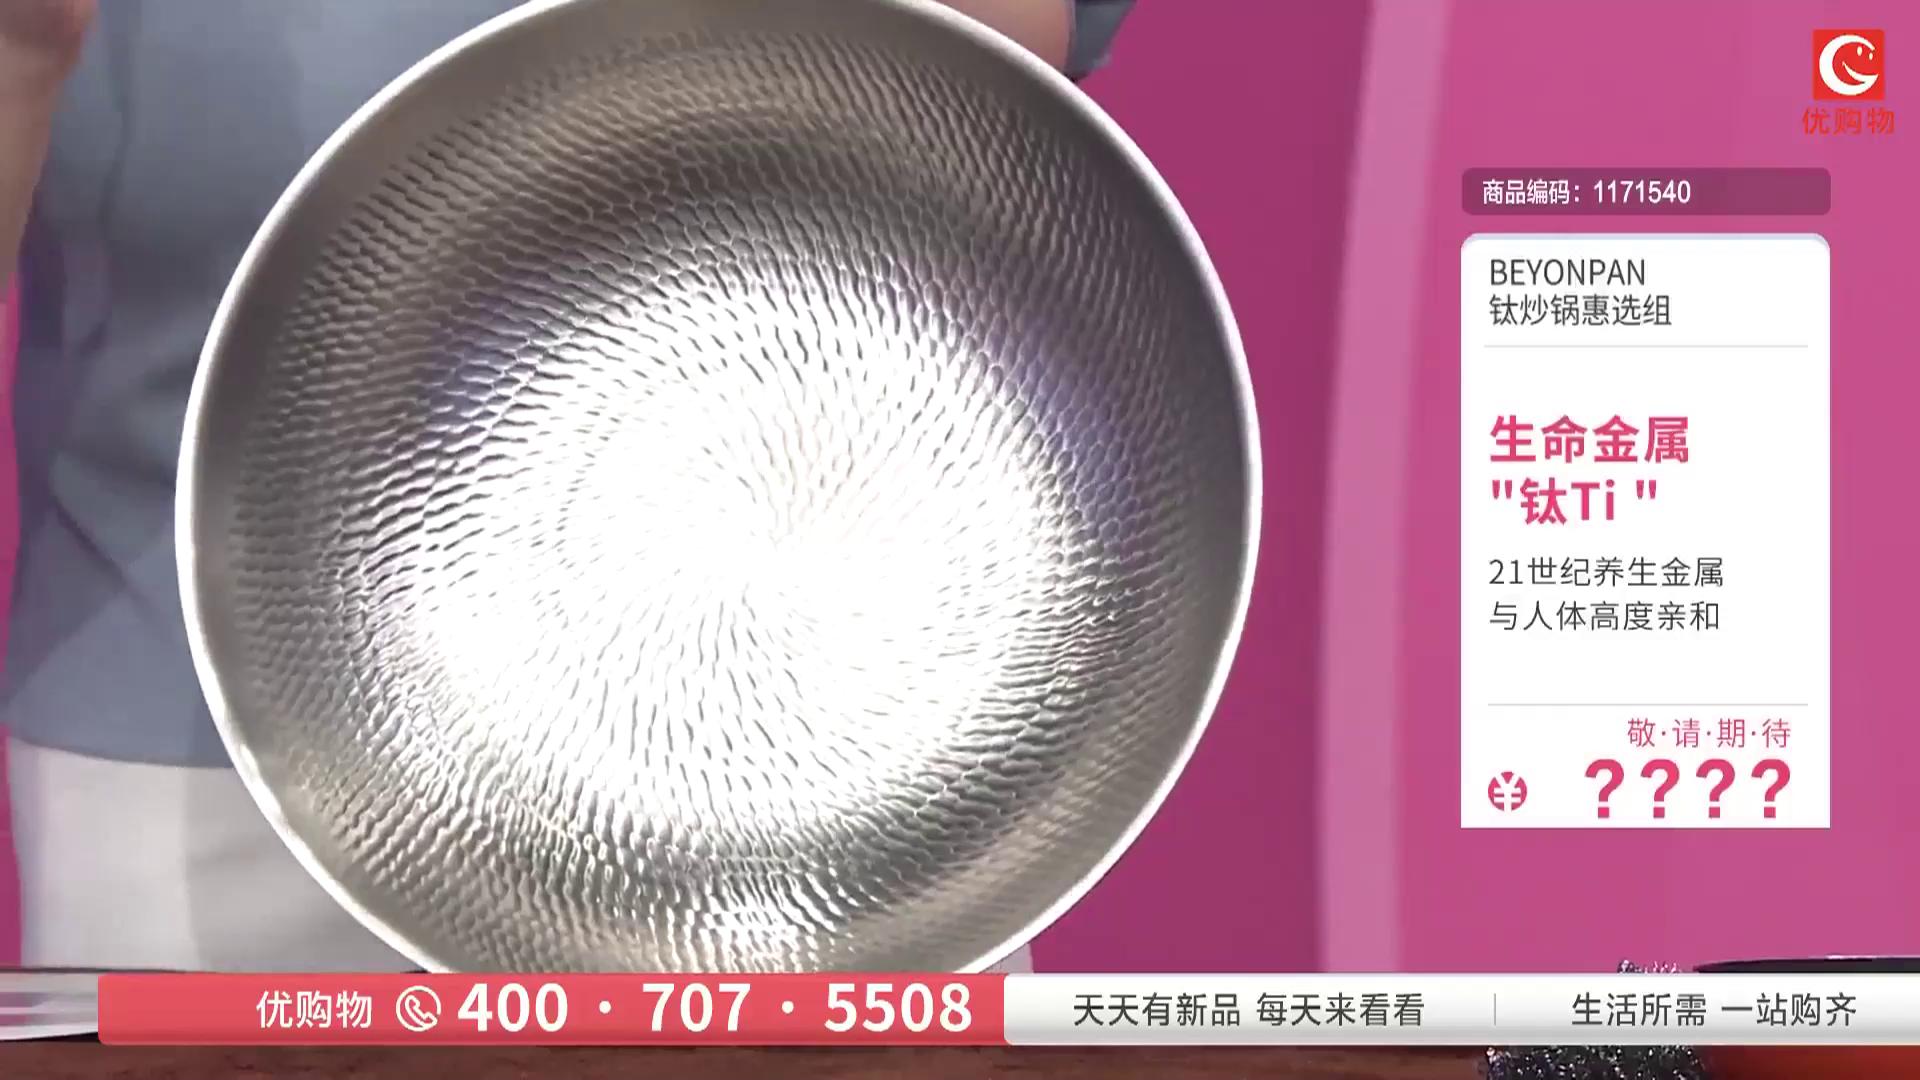 优购物
商品编码：1171540
BEYONPAN
钛炒锅惠选组
生命金属
"钛Ti "
21世纪养生金属
与人体高度亲和
敬·请·期·待
¥ ????
优购物 400·707·5508
天天有新品 每天来看看
生活所需 一站购齐